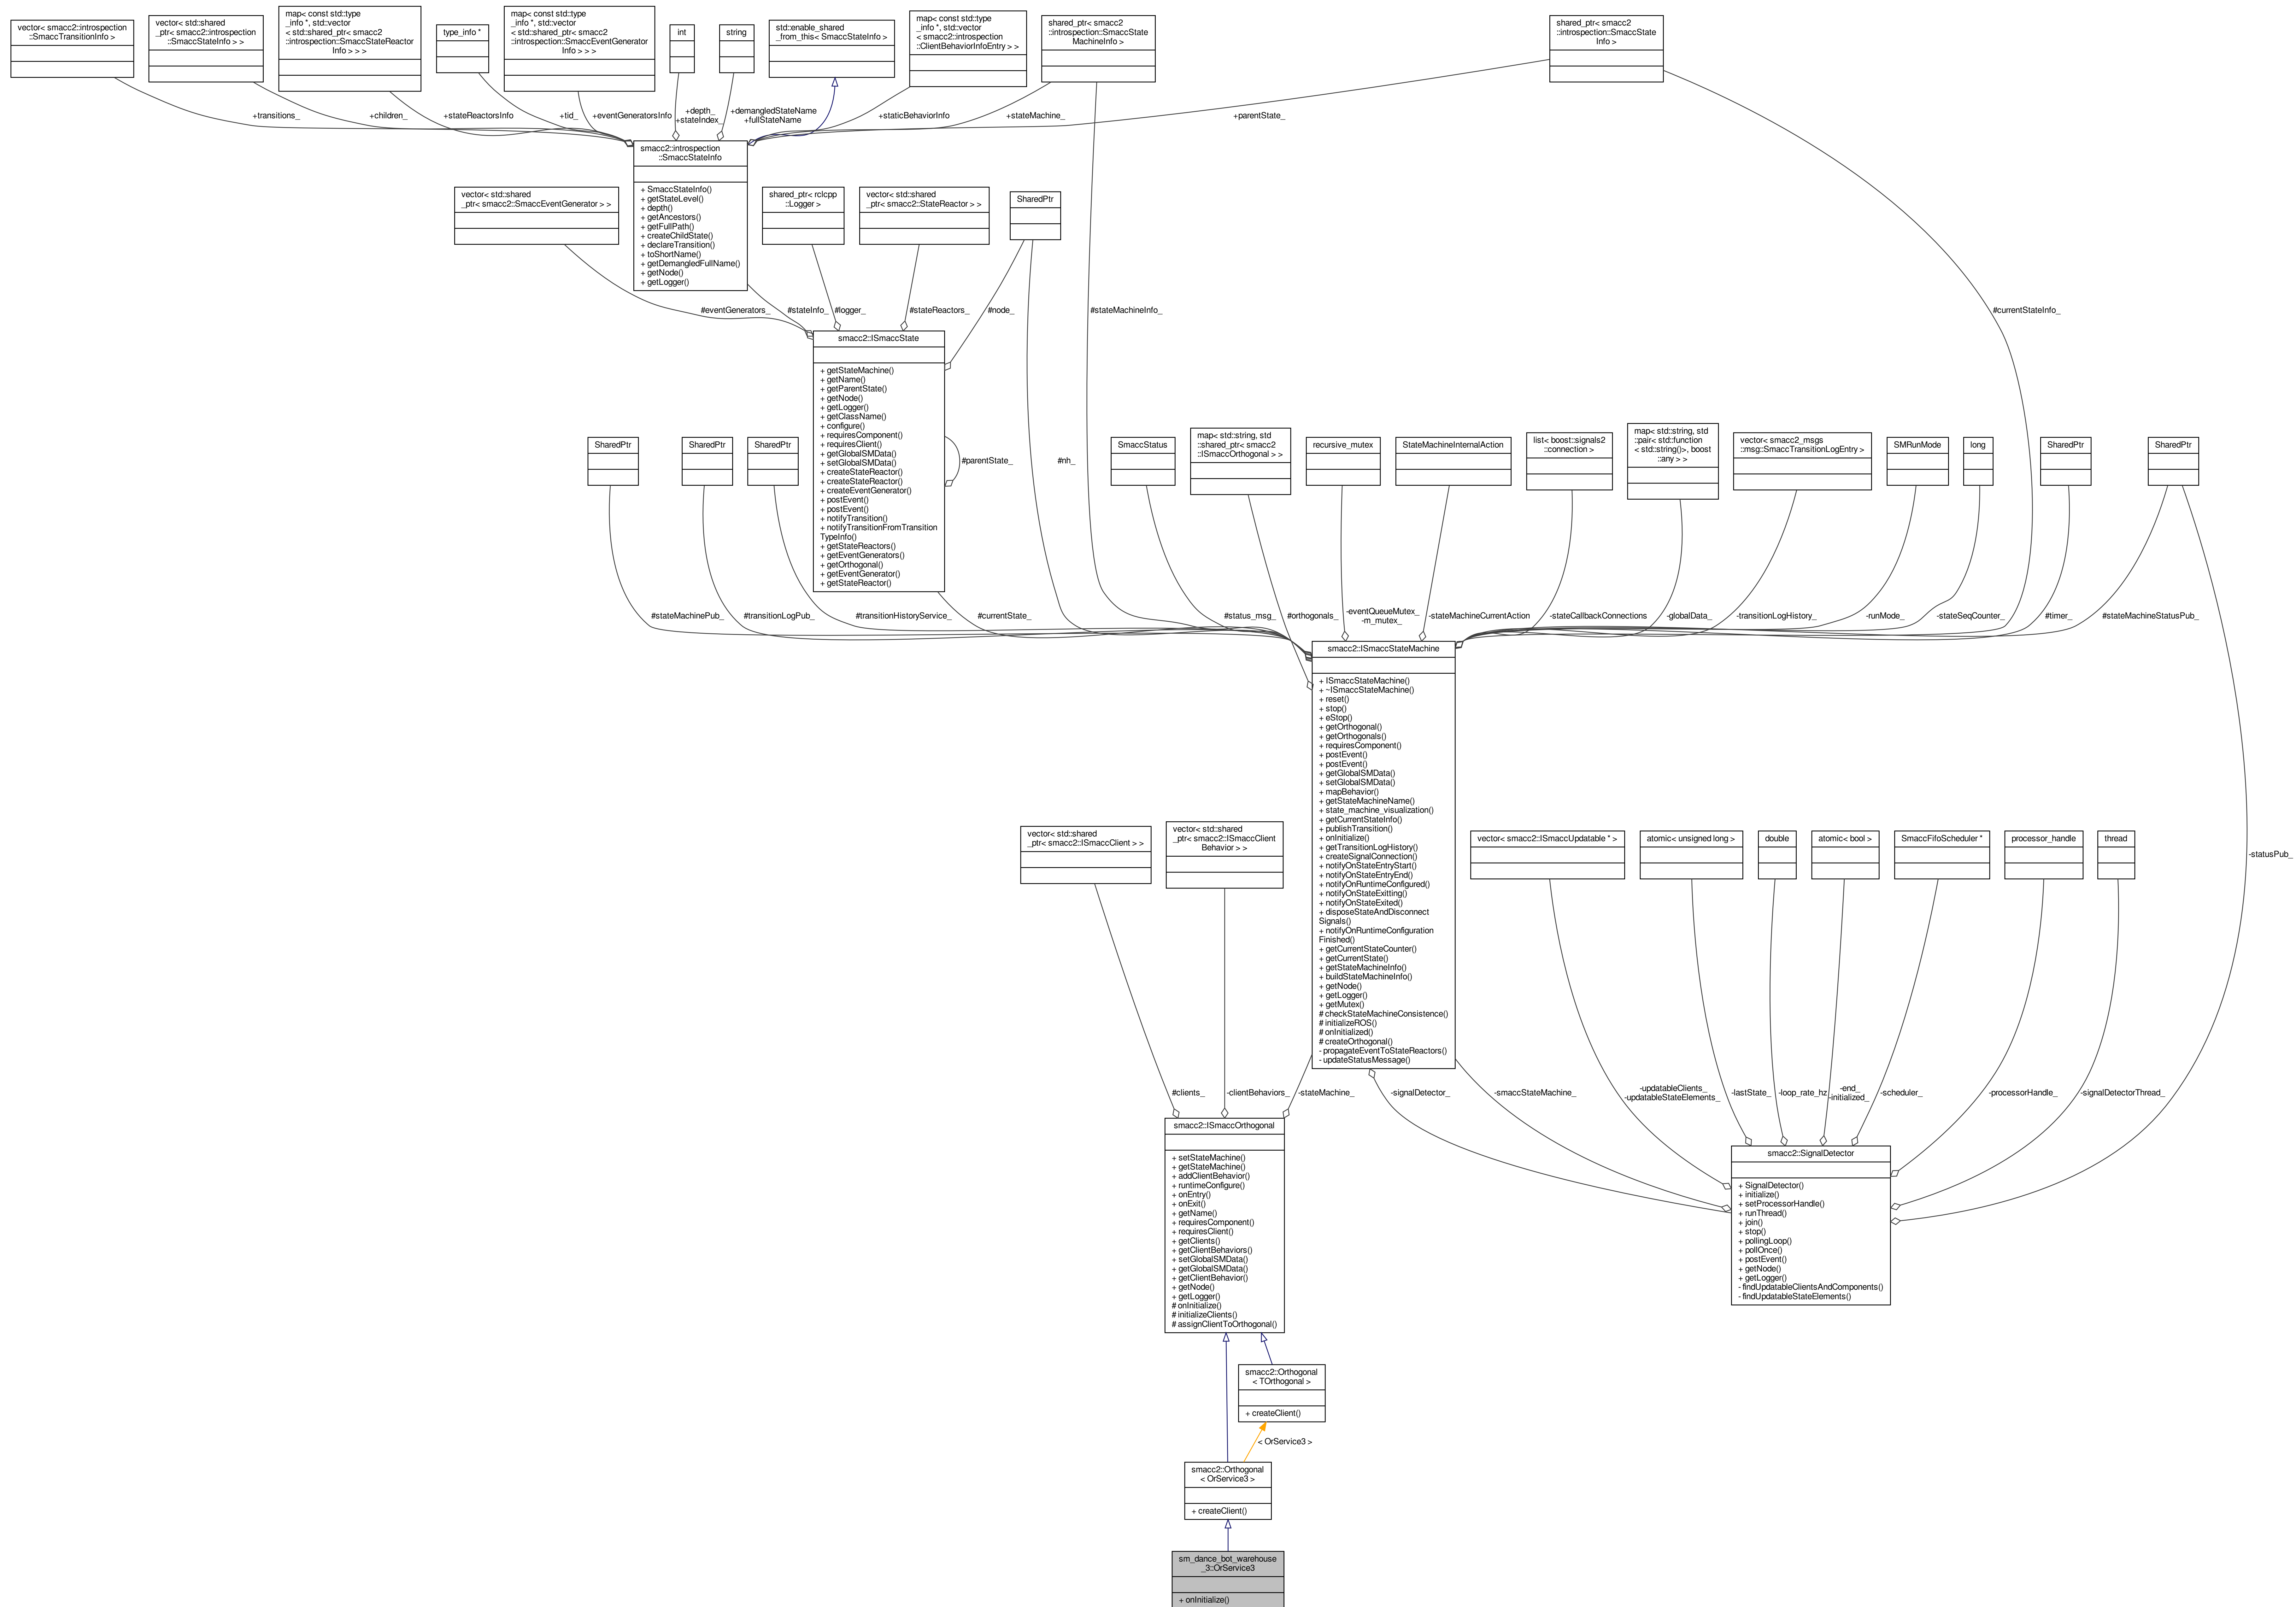 vector< smacc2::introspection
::SmaccTransitionInfo >
vector< std::shared
_ptr< smacc2::introspection
::SmaccStateInfo > >
map< const std::type
_info *, std::vector
< std::shared_ptr< smacc2
::introspection::SmaccStateReactor
Info > > >
type_info *
map< const std::type
_info *, std::vector
< std::shared_ptr< smacc2
::introspection::SmaccEventGenerator
Info > > >
int
string
std::enable_shared
_from_this< SmaccStateInfo >
map< const std::type
_info *, std::vector
< smacc2::introspection
::ClientBehaviorInfoEntry > >
shared_ptr< smacc2
::introspection::SmaccState
MachineInfo >
shared_ptr< smacc2
::introspection::SmaccState
Info >
+transitions_
+children_
+stateReactorsInfo
+tid_
+eventGeneratorsInfo
+depth_
+stateIndex_
+demangledStateName
+fullStateName
+staticBehaviorInfo
+stateMachine_
+parentState_
smacc2::introspection
::SmaccStateInfo
+ SmaccStateInfo()
+ getStateLevel()
+ depth()
+ getAncestors()
+ getFullPath()
+ createChildState()
+ declareTransition()
+ toShortName()
+ getDemangledFullName()
+ getNode()
+ getLogger()
vector< std::shared
_ptr< smacc2::SmaccEventGenerator > >
shared_ptr< rclcpp
::Logger >
vector< std::shared
_ptr< smacc2::StateReactor > >
SharedPtr
#eventGenerators_
#stateInfo_
#logger_
#stateReactors_
#node_
#stateMachineInfo_
#currentStateInfo_
smacc2::ISmaccState
+ getStateMachine()
+ getName()
+ getParentState()
+ getNode()
+ getLogger()
+ getClassName()
+ configure()
+ requiresComponent()
+ requiresClient()
+ getGlobalSMData()
+ setGlobalSMData()
+ createStateReactor()
+ createStateReactor()
+ createEventGenerator()
+ postEvent()
+ postEvent()
+ notifyTransition()
+ notifyTransitionFromTransition
TypeInfo()
+ getStateReactors()
+ getEventGenerators()
+ getOrthogonal()
+ getEventGenerator()
+ getStateReactor()
#parentState_
#nh_
SharedPtr
SharedPtr
SharedPtr
SmaccStatus
map< std::string, std
::shared_ptr< smacc2
::ISmaccOrthogonal > >
recursive_mutex
StateMachineInternalAction
list< boost::signals2
::connection >
map< std::string, std
::pair< std::function
< std::string()>, boost
::any > >
vector< smacc2_msgs
::msg::SmaccTransitionLogEntry >
SMRunMode
long
SharedPtr
SharedPtr
#stateMachinePub_
#transitionLogPub_
#transitionHistoryService_
#currentState_
#status_msg_
#orthogonals_
-eventQueueMutex_
-m_mutex_
-stateMachineCurrentAction
-stateCallbackConnections
-globalData_
-transitionLogHistory_
-runMode_
-stateSeqCounter_
#timer_
#stateMachineStatusPub_
smacc2::ISmaccStateMachine
+ ISmaccStateMachine()
+ ~ISmaccStateMachine()
+ reset()
+ stop()
+ eStop()
+ getOrthogonal()
+ getOrthogonals()
+ requiresComponent()
+ postEvent()
+ postEvent()
+ getGlobalSMData()
+ setGlobalSMData()
+ mapBehavior()
+ getStateMachineName()
+ state_machine_visualization()
+ getCurrentStateInfo()
+ publishTransition()
+ onInitialize()
+ getTransitionLogHistory()
+ createSignalConnection()
+ notifyOnStateEntryStart()
+ notifyOnStateEntryEnd()
+ notifyOnRuntimeConfigured()
+ notifyOnStateExitting()
+ notifyOnStateExited()
+ disposeStateAndDisconnect
Signals()
+ notifyOnRuntimeConfiguration
Finished()
+ getCurrentStateCounter()
+ getCurrentState()
+ getStateMachineInfo()
+ buildStateMachineInfo()
+ getNode()
+ getLogger()
+ getMutex()
# checkStateMachineConsistence()
# initializeROS()
# onInitialized()
# createOrthogonal()
- propagateEventToStateReactors()
- updateStatusMessage()
vector< std::shared
_ptr< smacc2::ISmaccClient > >
vector< std::shared
_ptr< smacc2::ISmaccClient
Behavior > >
vector< smacc2::ISmaccUpdatable * >
atomic< unsigned long >
double
atomic< bool >
SmaccFifoScheduler *
processor_handle
thread
-statusPub_
#clients_
-clientBehaviors_
-stateMachine_
-signalDetector_
-smaccStateMachine_
-updatableClients_
-updatableStateElements_
-lastState_
-loop_rate_hz
-end_
-initialized_
-scheduler_
-processorHandle_
-signalDetectorThread_
smacc2::ISmaccOrthogonal
+ setStateMachine()
+ getStateMachine()
+ addClientBehavior()
+ runtimeConfigure()
+ onEntry()
+ onExit()
+ getName()
+ requiresComponent()
+ requiresClient()
+ getClients()
+ getClientBehaviors()
+ setGlobalSMData()
+ getGlobalSMData()
+ getClientBehavior()
+ getNode()
+ getLogger()
# onInitialize()
# initializeClients()
# assignClientToOrthogonal()
smacc2::SignalDetector
+ SignalDetector()
+ initialize()
+ setProcessorHandle()
+ runThread()
+ join()
+ stop()
+ pollingLoop()
+ pollOnce()
+ postEvent()
+ getNode()
+ getLogger()
- findUpdatableClientsAndComponents()
- findUpdatableStateElements()
smacc2::Orthogonal
< TOrthogonal >
+ createClient()
< OrService3 >
smacc2::Orthogonal
< OrService3 >
+ createClient()
sm_dance_bot_warehouse
_3::OrService3
+ onInitialize()